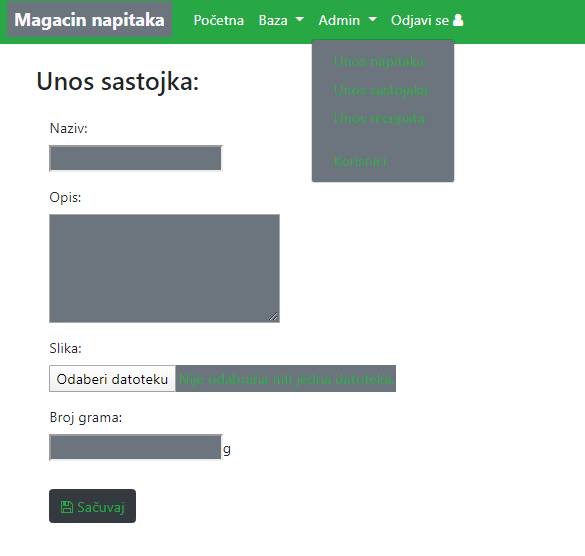 Magacin napitaka Početna Baza Admin Odjavi se
Unos napitaka
Unos sastojaka
Unos recepata
Korisnici
Unos sastojka:
Naziv:
Opis:
Slika:
Odaberi datoteku Nije odabrana niti jedna datoteka.
Broj grama:
g
Sačuvaj